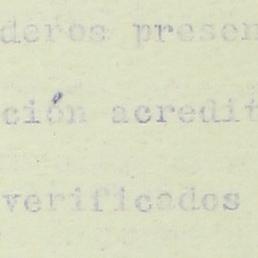 deros presen
ción acredit
verificados